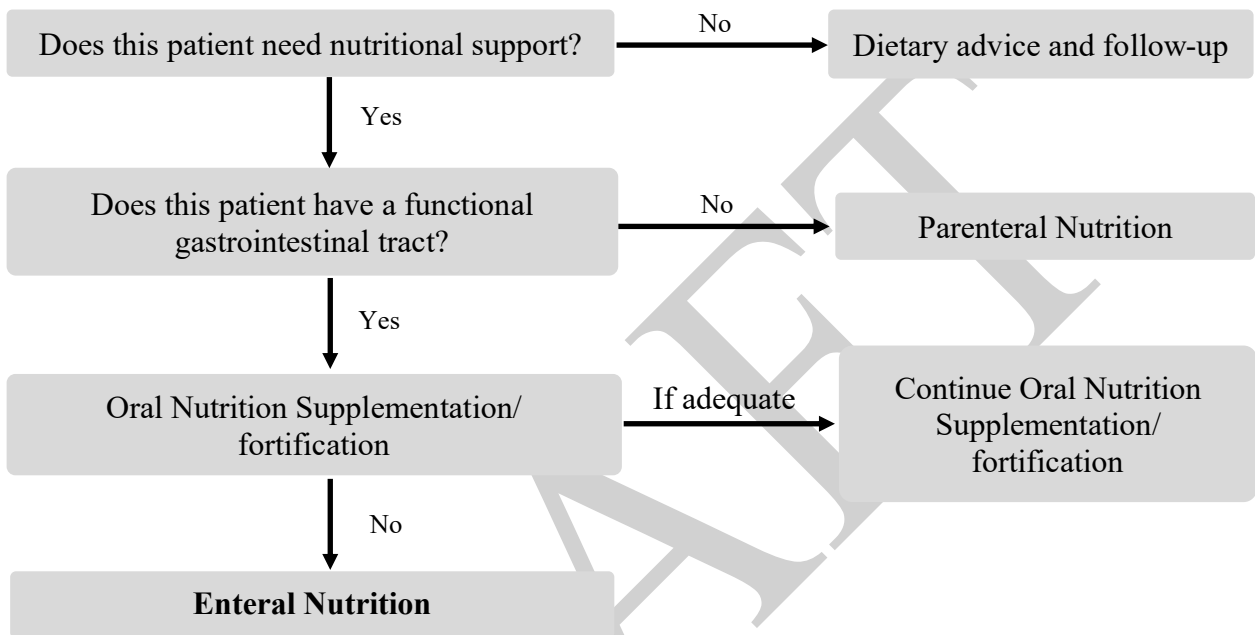 Does this patient need nutritional support?
No
Dietary advice and follow-up
Yes
Does this patient have a functional
gastrointestinal tract?
No
Parenteral Nutrition
Yes
Oral Nutrition Supplementation/
fortification
If adequate
Continue Oral Nutrition
Supplementation/
fortification
No
Enteral Nutrition
AFT